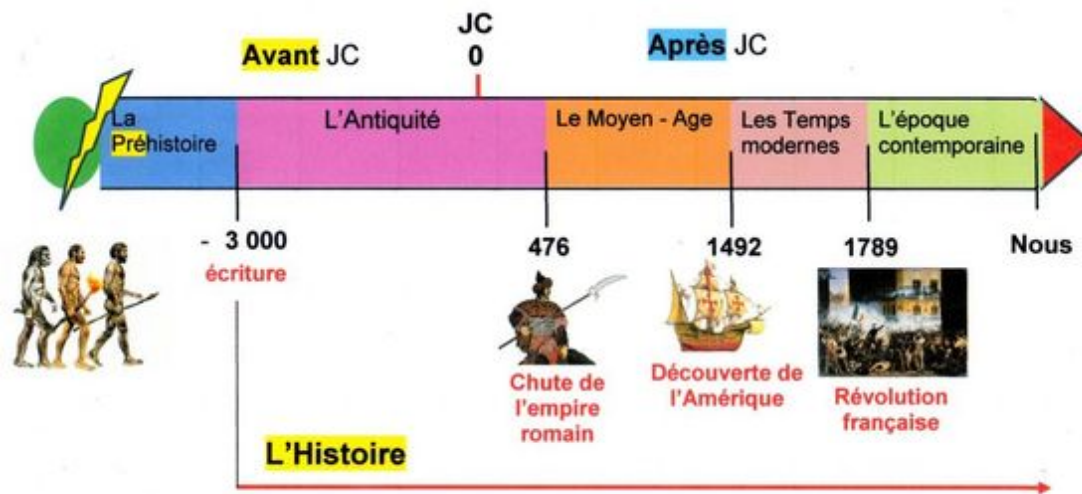 JC
0
Avant JC
Après JC
La
Préhistoire
L'Antiquité
Le Moyen - Age
Les Temps
modernes
L'époque
contemporaine
- 3 000
écriture
476
1492
1789
Nous
Chute de
l'empire
romain
Découverte de
l'Amérique
Révolution
française
L'Histoire